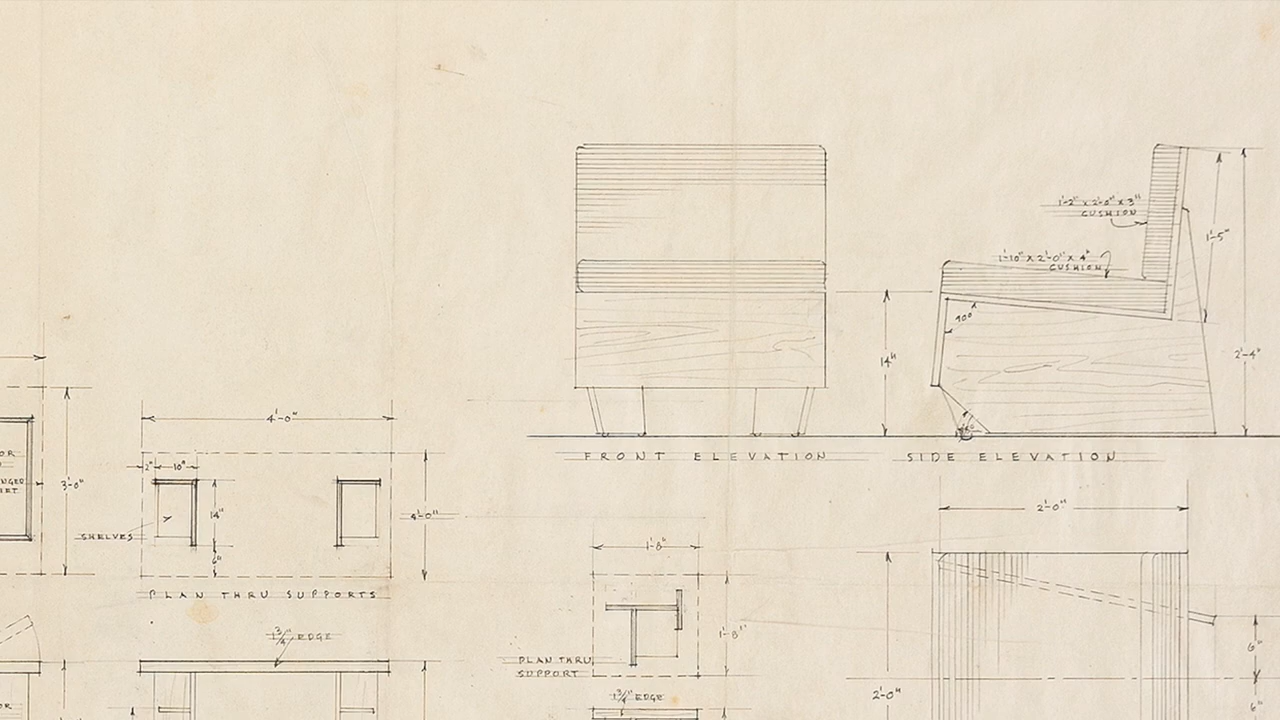 1'-2" x 2'-0" x 3"
CUSHION
1'-10" x 2'-0" x 4"
CUSHION
1'-5"
90°
14"
2'-4"
FRONT ELEVATION
SIDE ELEVATION
3'-0"
4'-0"
2" 10"
14"
6"
4'-0"
SHELVES
PLAN THRU SUPPORTS
1 3/4" EDGE
1'-8"
1'-8"
PLAN THRU
SUPPORT
1 3/4" EDGE
2'-0"
2'-0"
6"
6"